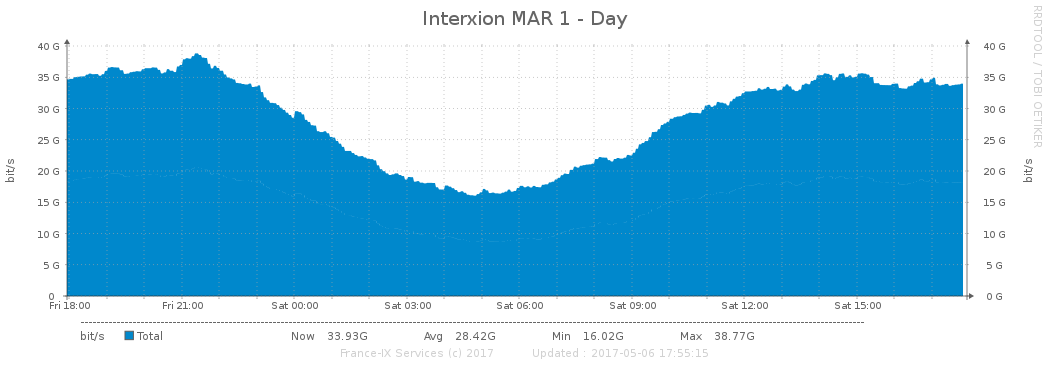 Interxion MAR 1 - Day
RRDTOOL / TOBI OETIKER
40 G 40 G
35 G 35 G
30 G 30 G
25 G 25 G
20 G 20 G
15 G 15 G
10 G 10 G
5 G 5 G
0 0 G
bit/s bit/s
Fri 18:00 Fri 21:00 Sat 00:00 Sat 03:00 Sat 06:00 Sat 09:00 Sat 12:00 Sat 15:00
bit/s Total Now 33.93G Avg 28.42G Min 16.02G Max 38.77G
France-IX Services (c) 2017 Updated : 2017-05-06 17:55:15